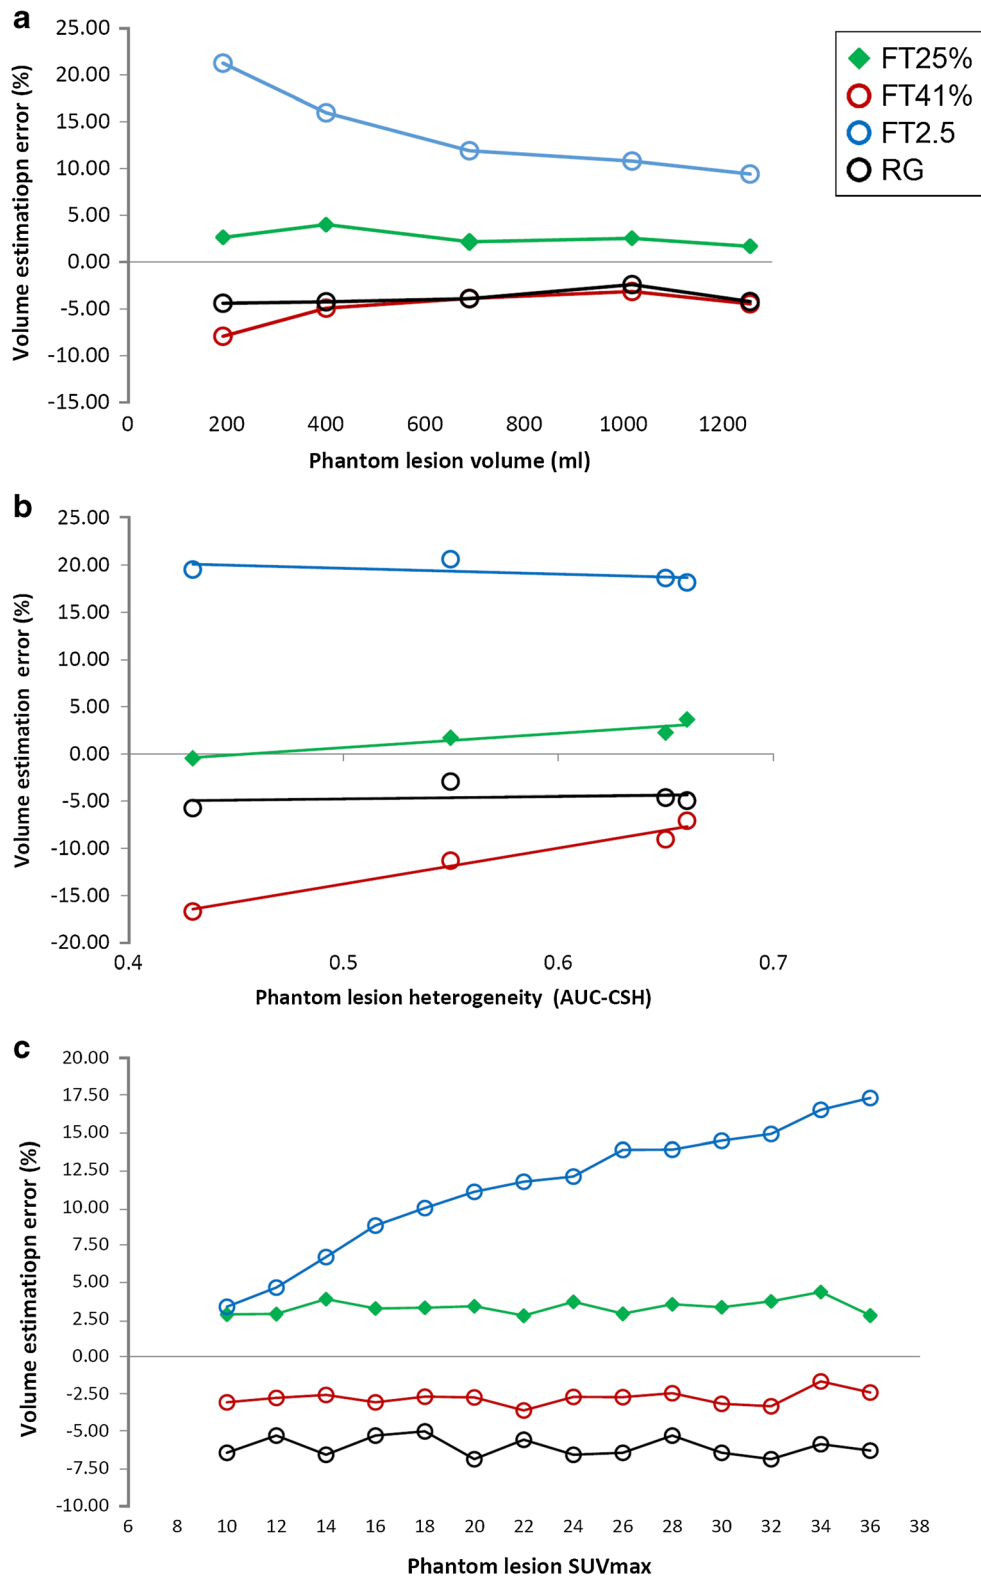 a
Volume estimatiopn error (%)
25.00
20.00
15.00
10.00
5.00
0.00
-5.00
-10.00
-15.00
0 200 400 600 800 1000 1200
Phantom lesion volume (ml)
FT25%
FT41%
FT2.5
RG
b
Volume estimation error (%)
25.00
20.00
15.00
10.00
5.00
0.00
-5.00
-10.00
-15.00
-20.00
0.4 0.5 0.6 0.7
Phantom lesion heterogeneity (AUC-CSH)
c
Volume estimatiopn error (%)
20.00
17.50
15.00
12.50
10.00
7.50
5.00
2.50
0.00
-2.50
-5.00
-7.50
-10.00
6 8 10 12 14 16 18 20 22 24 26 28 30 32 34 36 38
Phantom lesion SUVmax